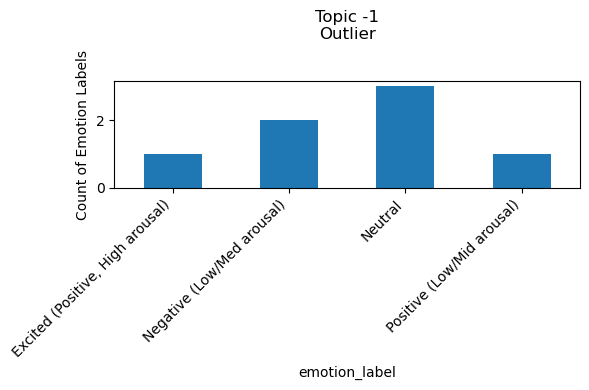 Topic -1
Outlier
Count of Emotion Labels
2
0
Excited (Positive, High arousal)
Negative (Low/Med arousal)
Neutral
Positive (Low/Mid arousal)
emotion_label